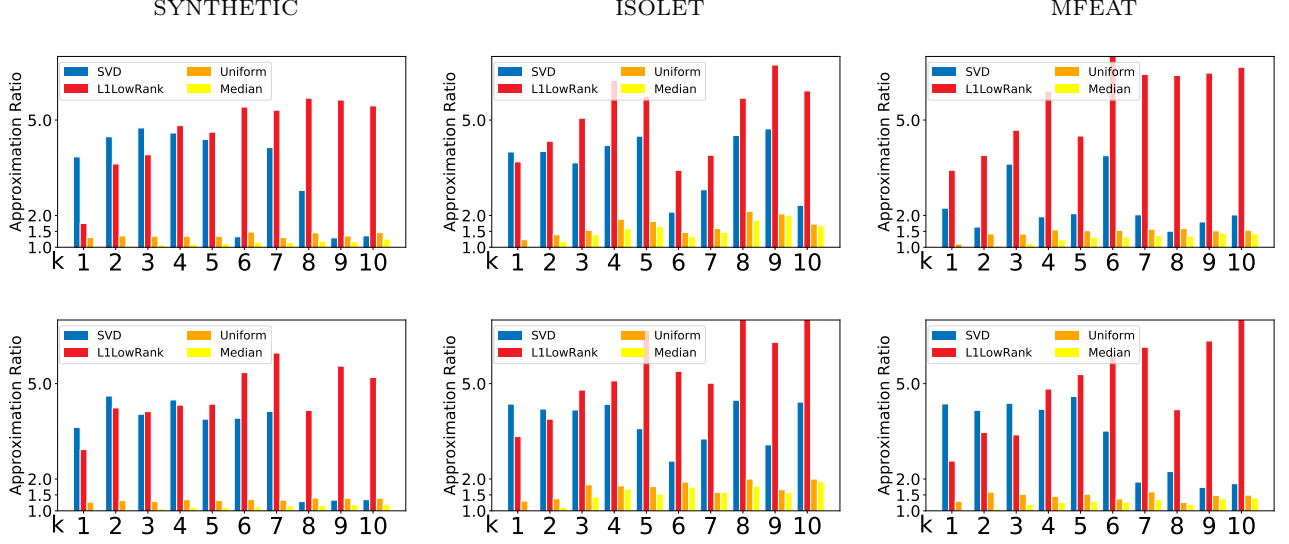 SYNTHETIC ISOLET MFEAT
Approximation Ratio
5.0
2.0
1.5
1.0
SVD Uniform
L1LowRank Median
k 1 2 3 4 5 6 7 8 9 10
Approximation Ratio
5.0
2.0
1.5
1.0
SVD Uniform
L1LowRank Median
k 1 2 3 4 5 6 7 8 9 10
Approximation Ratio
5.0
2.0
1.5
1.0
SVD Uniform
L1LowRank Median
k 1 2 3 4 5 6 7 8 9 10
Approximation Ratio
5.0
2.0
1.5
1.0
SVD Uniform
L1LowRank Median
k 1 2 3 4 5 6 7 8 9 10
Approximation Ratio
5.0
2.0
1.5
1.0
SVD Uniform
L1LowRank Median
k 1 2 3 4 5 6 7 8 9 10
Approximation Ratio
5.0
2.0
1.5
1.0
SVD Uniform
L1LowRank Median
k 1 2 3 4 5 6 7 8 9 10